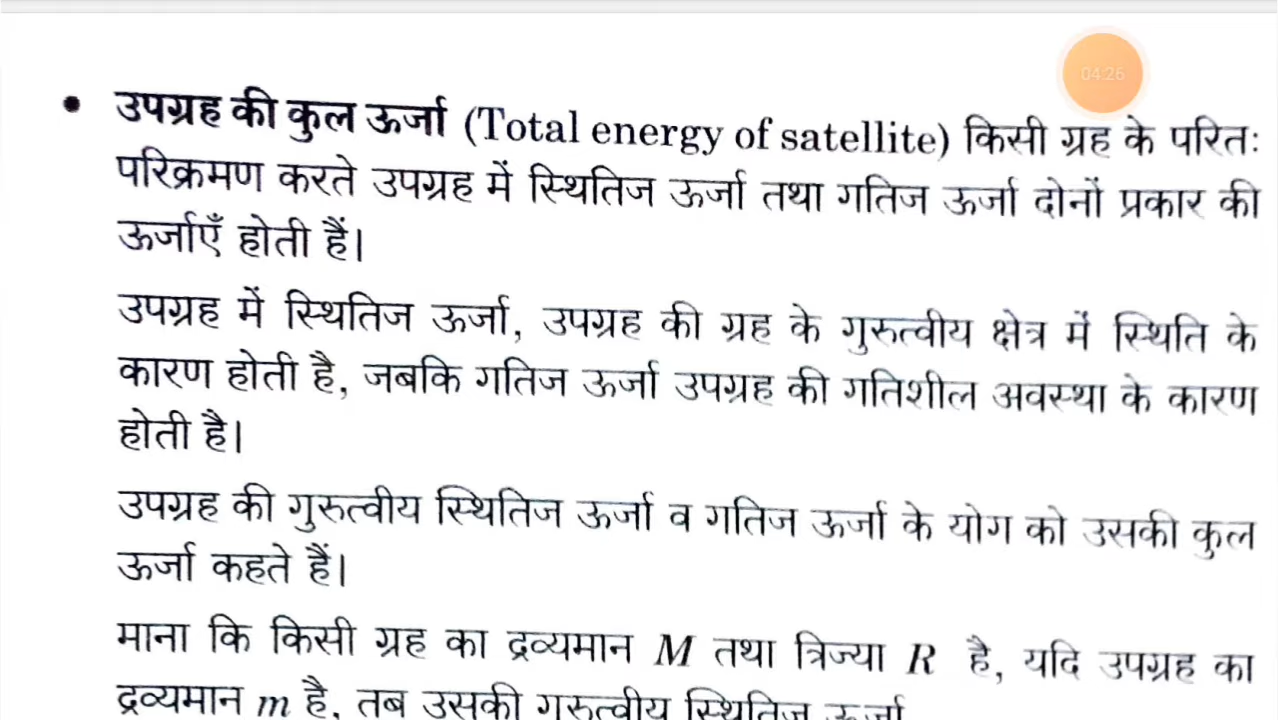 04:26
• उपग्रह की कुल ऊर्जा (Total energy of satellite) किसी ग्रह के परितः
परिक्रमण करते उपग्रह में स्थितिज ऊर्जा तथा गतिज ऊर्जा दोनों प्रकार की
ऊर्जाएँ होती हैं।
उपग्रह में स्थितिज ऊर्जा, उपग्रह की ग्रह के गुरुत्वीय क्षेत्र में स्थिति के
कारण होती है, जबकि गतिज ऊर्जा उपग्रह की गतिशील अवस्था के कारण
होती है।
उपग्रह की गुरुत्वीय स्थितिज ऊर्जा व गतिज ऊर्जा के योग को उसकी कुल
ऊर्जा कहते हैं।
माना कि किसी ग्रह का द्रव्यमान M तथा त्रिज्या R है, यदि उपग्रह का
द्रव्यमान m है, तब उसकी गुरुत्वीय स्थितिज ऊर्जा